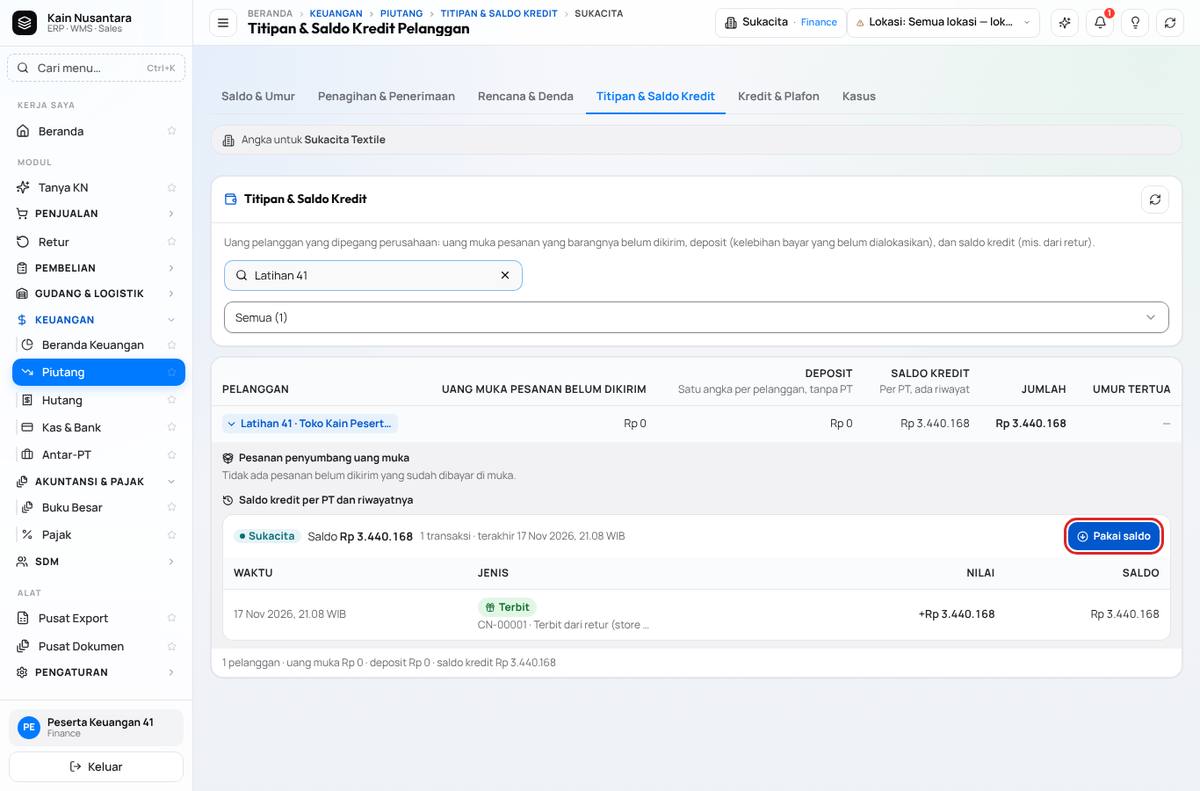 Kain Nusantara
ERP · WMS · Sales
Cari menu... Ctrl+K
KERJA SAYA
Beranda
MODUL
Tanya KN
PENJUALAN
Retur
PEMBELIAN
GUDANG & LOGISTIK
KEUANGAN
Beranda Keuangan
Piutang
Hutang
Kas & Bank
Antar-PT
AKUNTANSI & PAJAK
Buku Besar
Pajak
SDM
ALAT
Pusat Export
Pusat Dokumen
PENGATURAN
PE
Peserta Keuangan 41
Finance
Keluar
BERANDA > KEUANGAN > PIUTANG > TITIPAN & SALDO KREDIT > SUKACITA
Titipan & Saldo Kredit Pelanggan
Sukacita · Finance
Lokasi: Semua lokasi — lok...
1
Saldo & Umur Penagihan & Penerimaan Rencana & Denda Titipan & Saldo Kredit Kredit & Plafon Kasus
Angka untuk Sukacita Textile
Titipan & Saldo Kredit
Uang pelanggan yang dipegang perusahaan: uang muka pesanan yang barangnya belum dikirim, deposit (kelebihan bayar yang belum dialokasikan), dan saldo kredit (mis. dari retur).
Latihan 41
Semua (1)
PELANGGAN UANG MUKA PESANAN BELUM DIKIRIM DEPOSIT SALDO KREDIT JUMLAH UMUR TERTUA
Satu angka per pelanggan, tanpa PT Per PT, ada riwayat
Latihan 41 · Toko Kain Pesert... Rp 0 Rp 0 Rp 3.440.168 Rp 3.440.168 —
Pesanan penyumbang uang muka
Tidak ada pesanan belum dikirim yang sudah dibayar di muka.
Saldo kredit per PT dan riwayatnya
Sukacita Saldo Rp 3.440.168 1 transaksi · terakhir 17 Nov 2026, 21.08 WIB Pakai saldo
WAKTU JENIS NILAI SALDO
17 Nov 2026, 21.08 WIB Terbit +Rp 3.440.168 Rp 3.440.168
CN-00001 · Terbit dari retur (store ...
1 pelanggan · uang muka Rp 0 · deposit Rp 0 · saldo kredit Rp 3.440.168